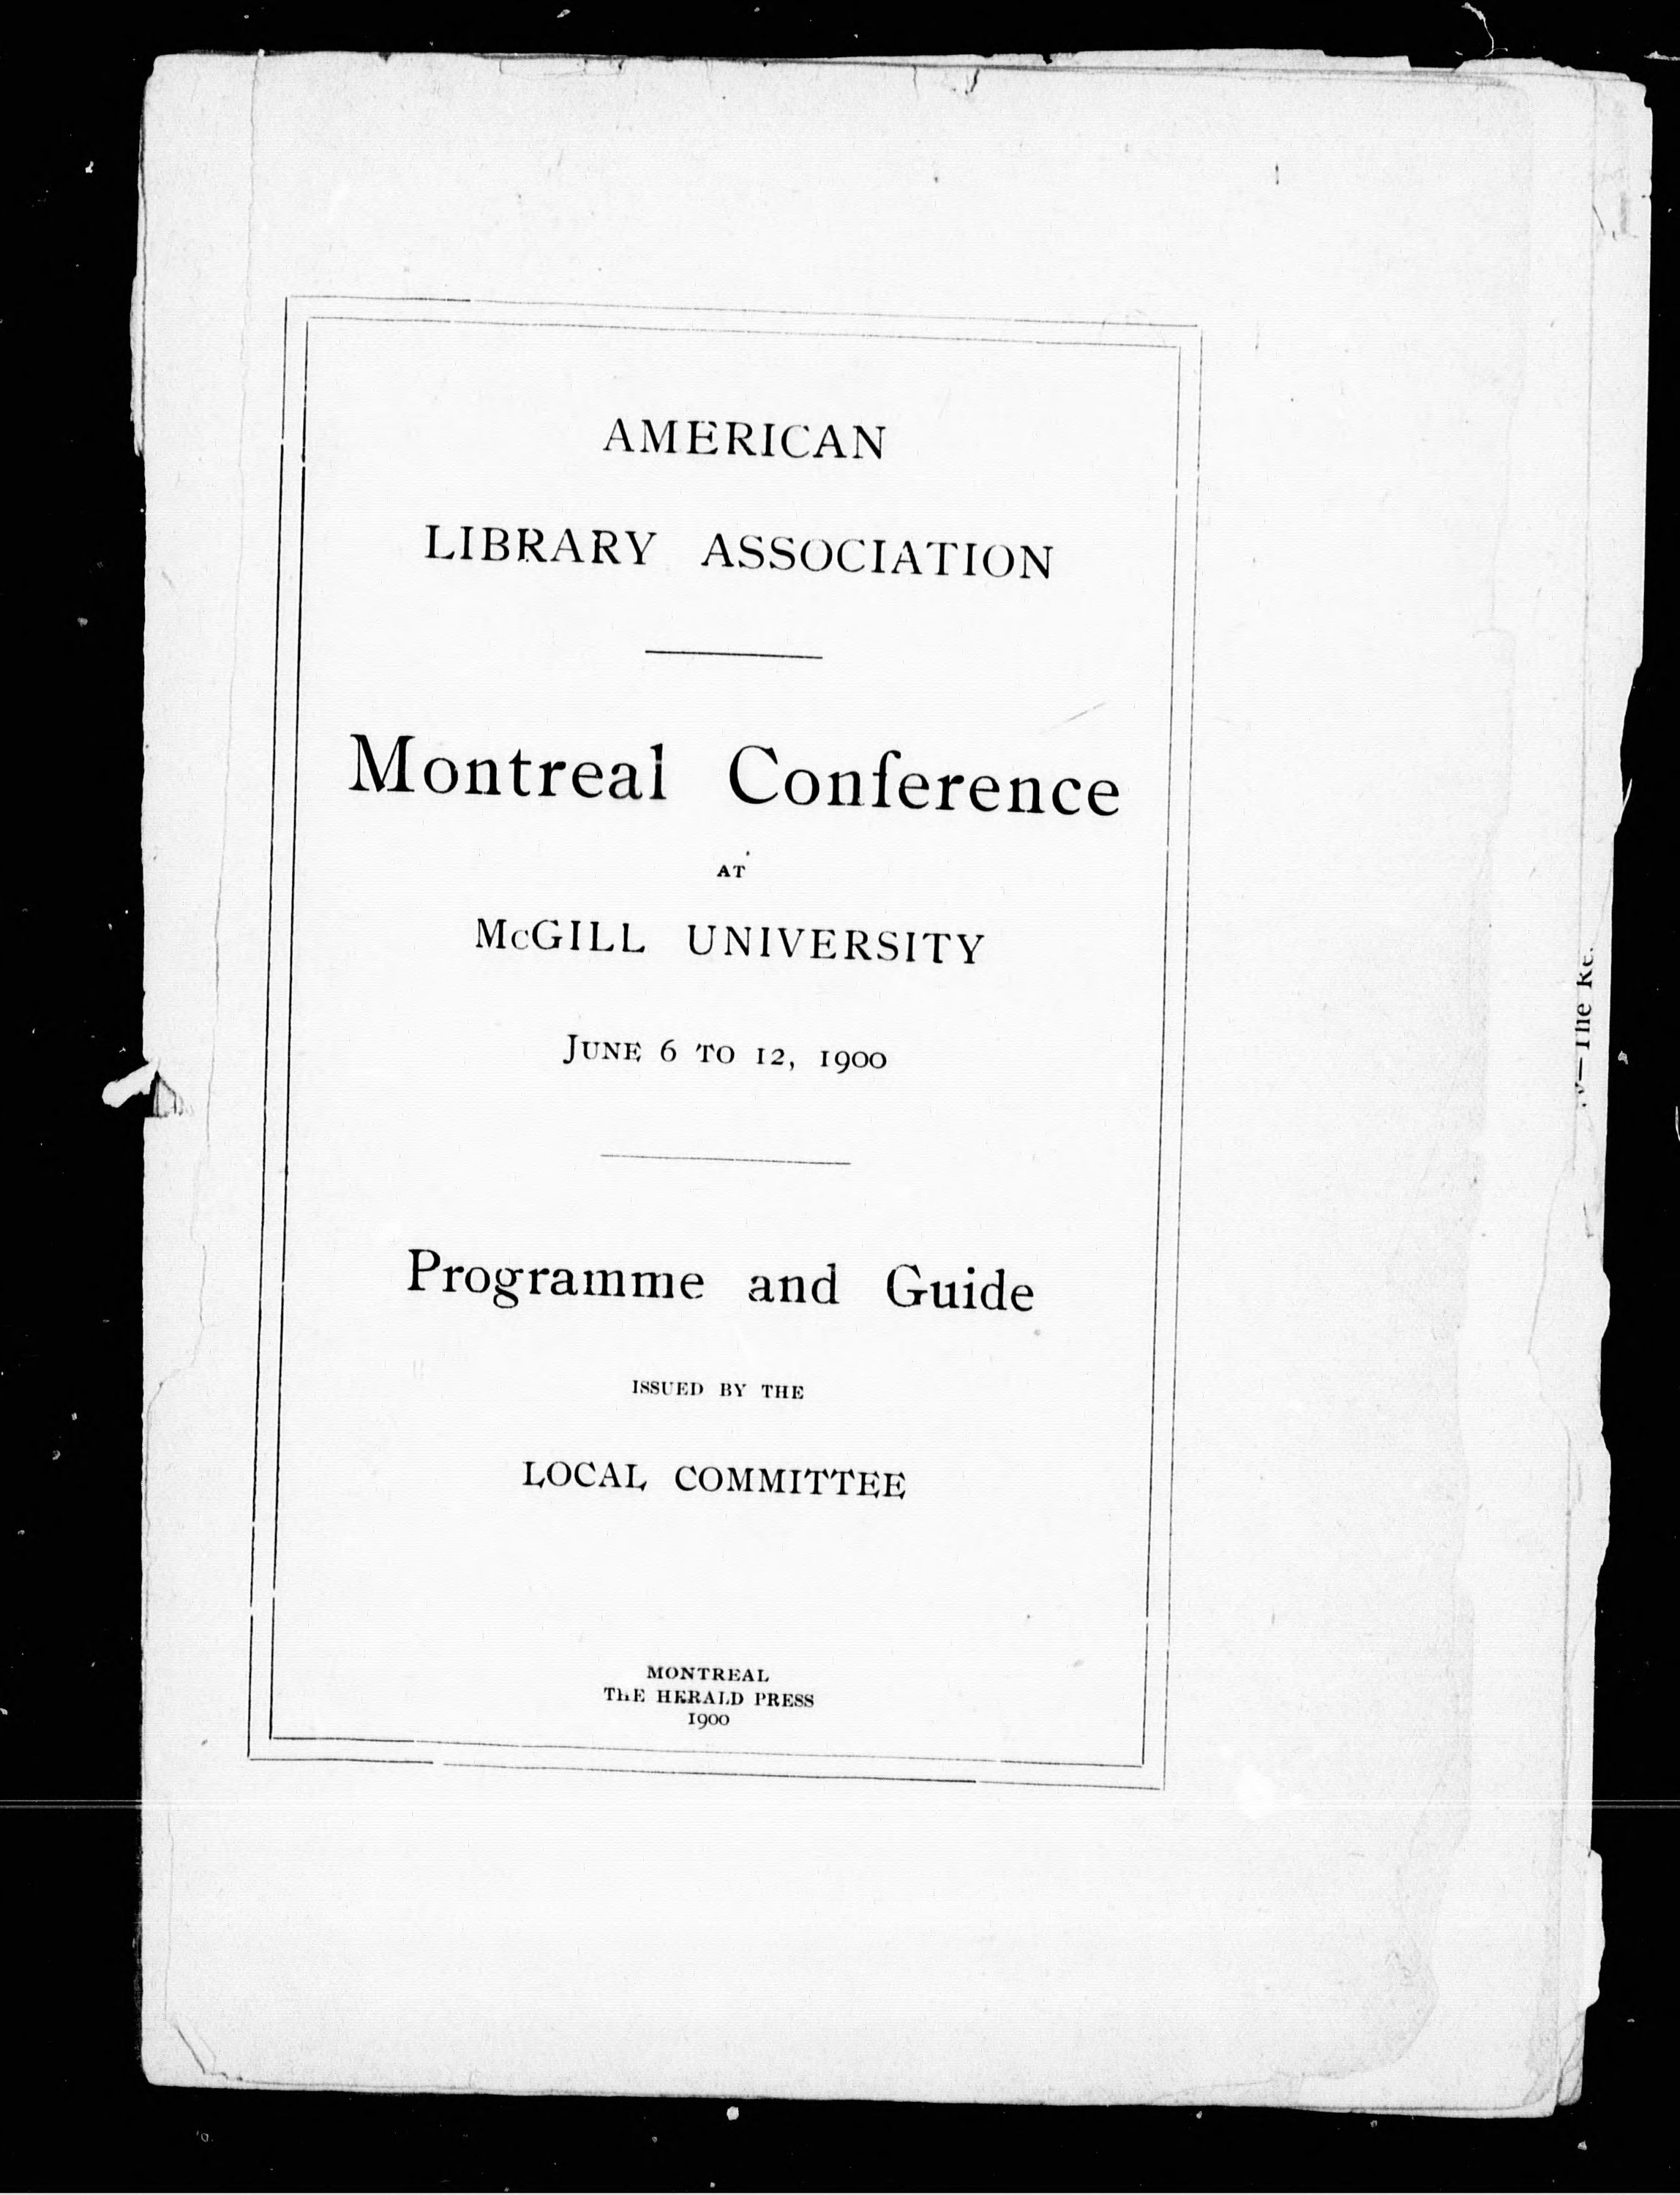 AMERICAN
LIBRARY ASSOCIATION
Montreal Conference
AT
McGILL UNIVERSITY
JUNE 6 TO 12, 1900
Programme and Guide
ISSUED BY THE
LOCAL COMMITTEE
MONTREAL
THE HERALD PRESS
1900
—The